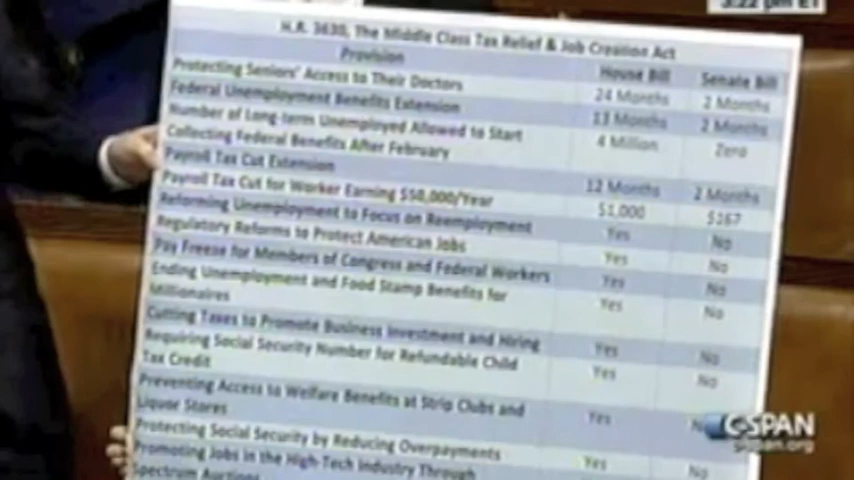 3:22 pm ET
H.R. 3630, The Middle Class Tax Relief & Job Creation Act
Provision House Bill Senate Bill
Protecting Seniors' Access to Their Doctors 24 Months 2 Months
Federal Unemployment Benefits Extension 13 Months 2 Months
Number of Long-term Unemployed Allowed to Start
Collecting Federal Benefits After February 4 Million Zero
Payroll Tax Cut Extension 12 Months 2 Months
Payroll Tax Cut for Worker Earning $50,000/Year $1,000 $167
Reforming Unemployment to Focus on Reemployment Yes No
Regulatory Reforms to Protect American Jobs Yes No
Pay Freeze for Members of Congress and Federal Workers Yes No
Ending Unemployment and Food Stamp Benefits for
Millionaires Yes No
Cutting Taxes to Promote Business Investment and Hiring Yes No
Requiring Social Security Number for Refundable Child
Tax Credit Yes No
Preventing Access to Welfare Benefits at Strip Clubs and
Liquor Stores Yes
Protecting Social Security by Reducing Overpayments Yes No
Promoting Jobs in the High-Tech Industry Through
Spectrum Auctions
C-SPAN
c-span.org